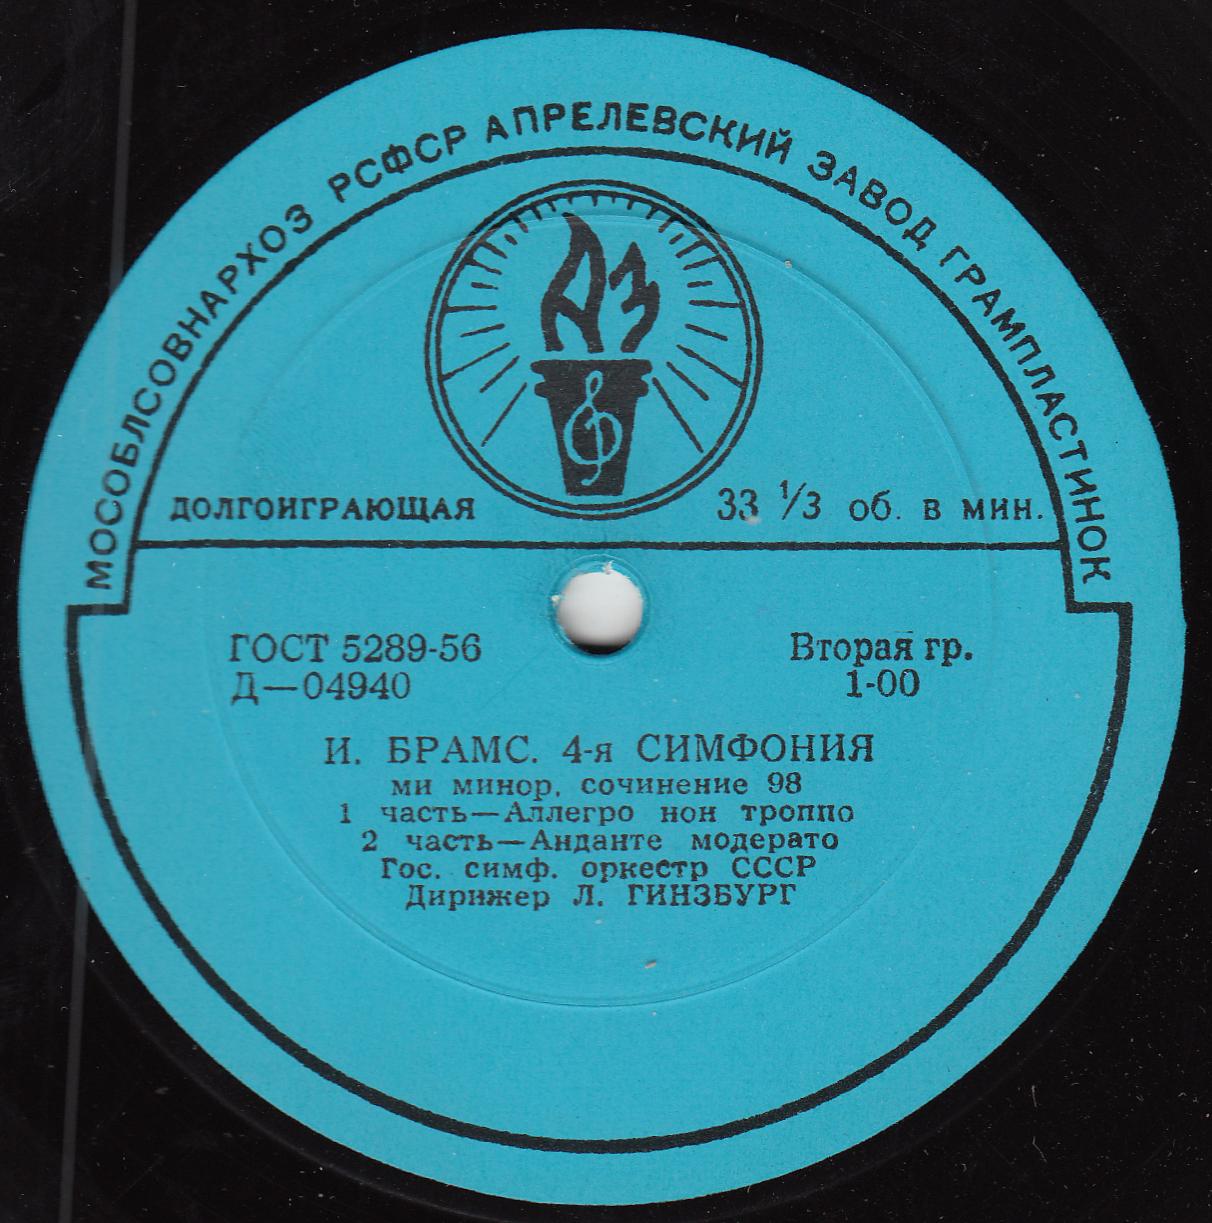 МОСОБЛСОВНАРХОЗ РСФСР АПРЕЛЕВСКИЙ ЗАВОД ГРАМПЛАСТИНОК
АЗ
ДОЛГОИГРАЮЩАЯ 33 1/3 об. в мин.
ГОСТ 5289-56 Вторая гр.
Д—04940 1-00
И. БРАМС. 4-я СИМФОНИЯ
ми минор, сочинение 98
1 часть—Аллегро нон троппо
2 часть—Анданте модерато
Гос. симф. оркестр СССР
Дирижер Л. ГИНЗБУРГ